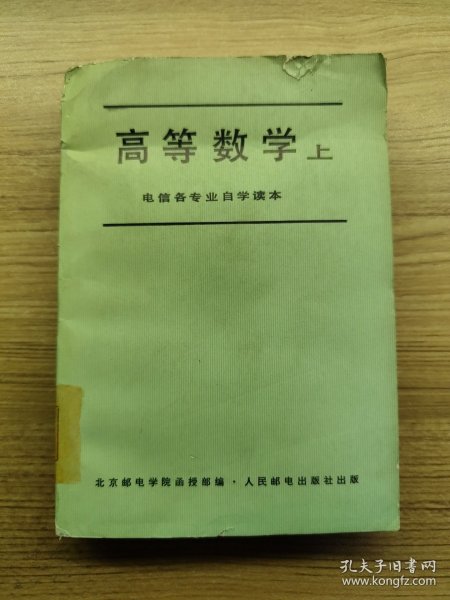 高等数学上
电信各专业自学读本
北京邮电学院函授部编·人民邮电出版社出版
孔夫子旧书网
www.kongfz.com